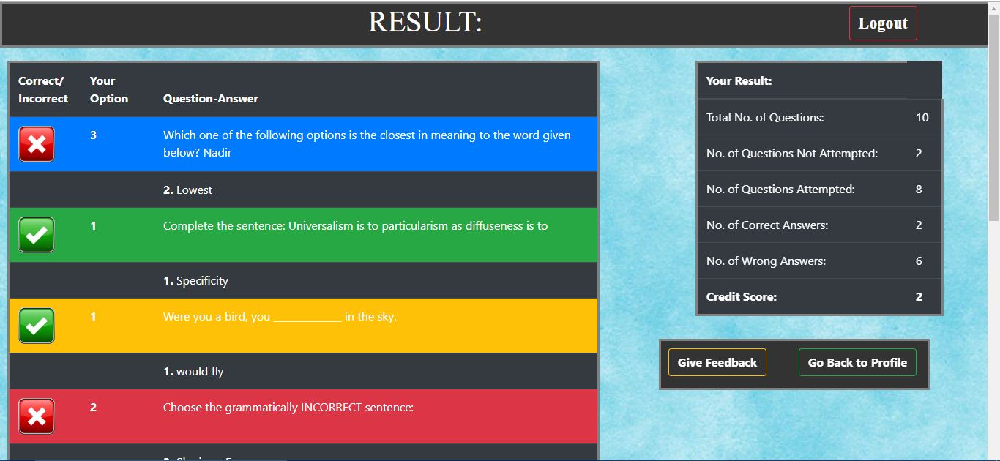 RESULT:
Logout
Correct/ Your
Incorrect Option Question-Answer
3 Which one of the following options is the closest in meaning to the word given
below? Nadir
2. Lowest
1 Complete the sentence: Universalism is to particularism as diffuseness is to
1. Specificity
1 Were you a bird, you _____________ in the sky.
1. would fly
2 Choose the grammatically INCORRECT sentence:
Your Result:
Total No. of Questions: 10
No. of Questions Not Attempted: 2
No. of Questions Attempted: 8
No. of Correct Answers: 2
No. of Wrong Answers: 6
Credit Score: 2
Give Feedback
Go Back to Profile